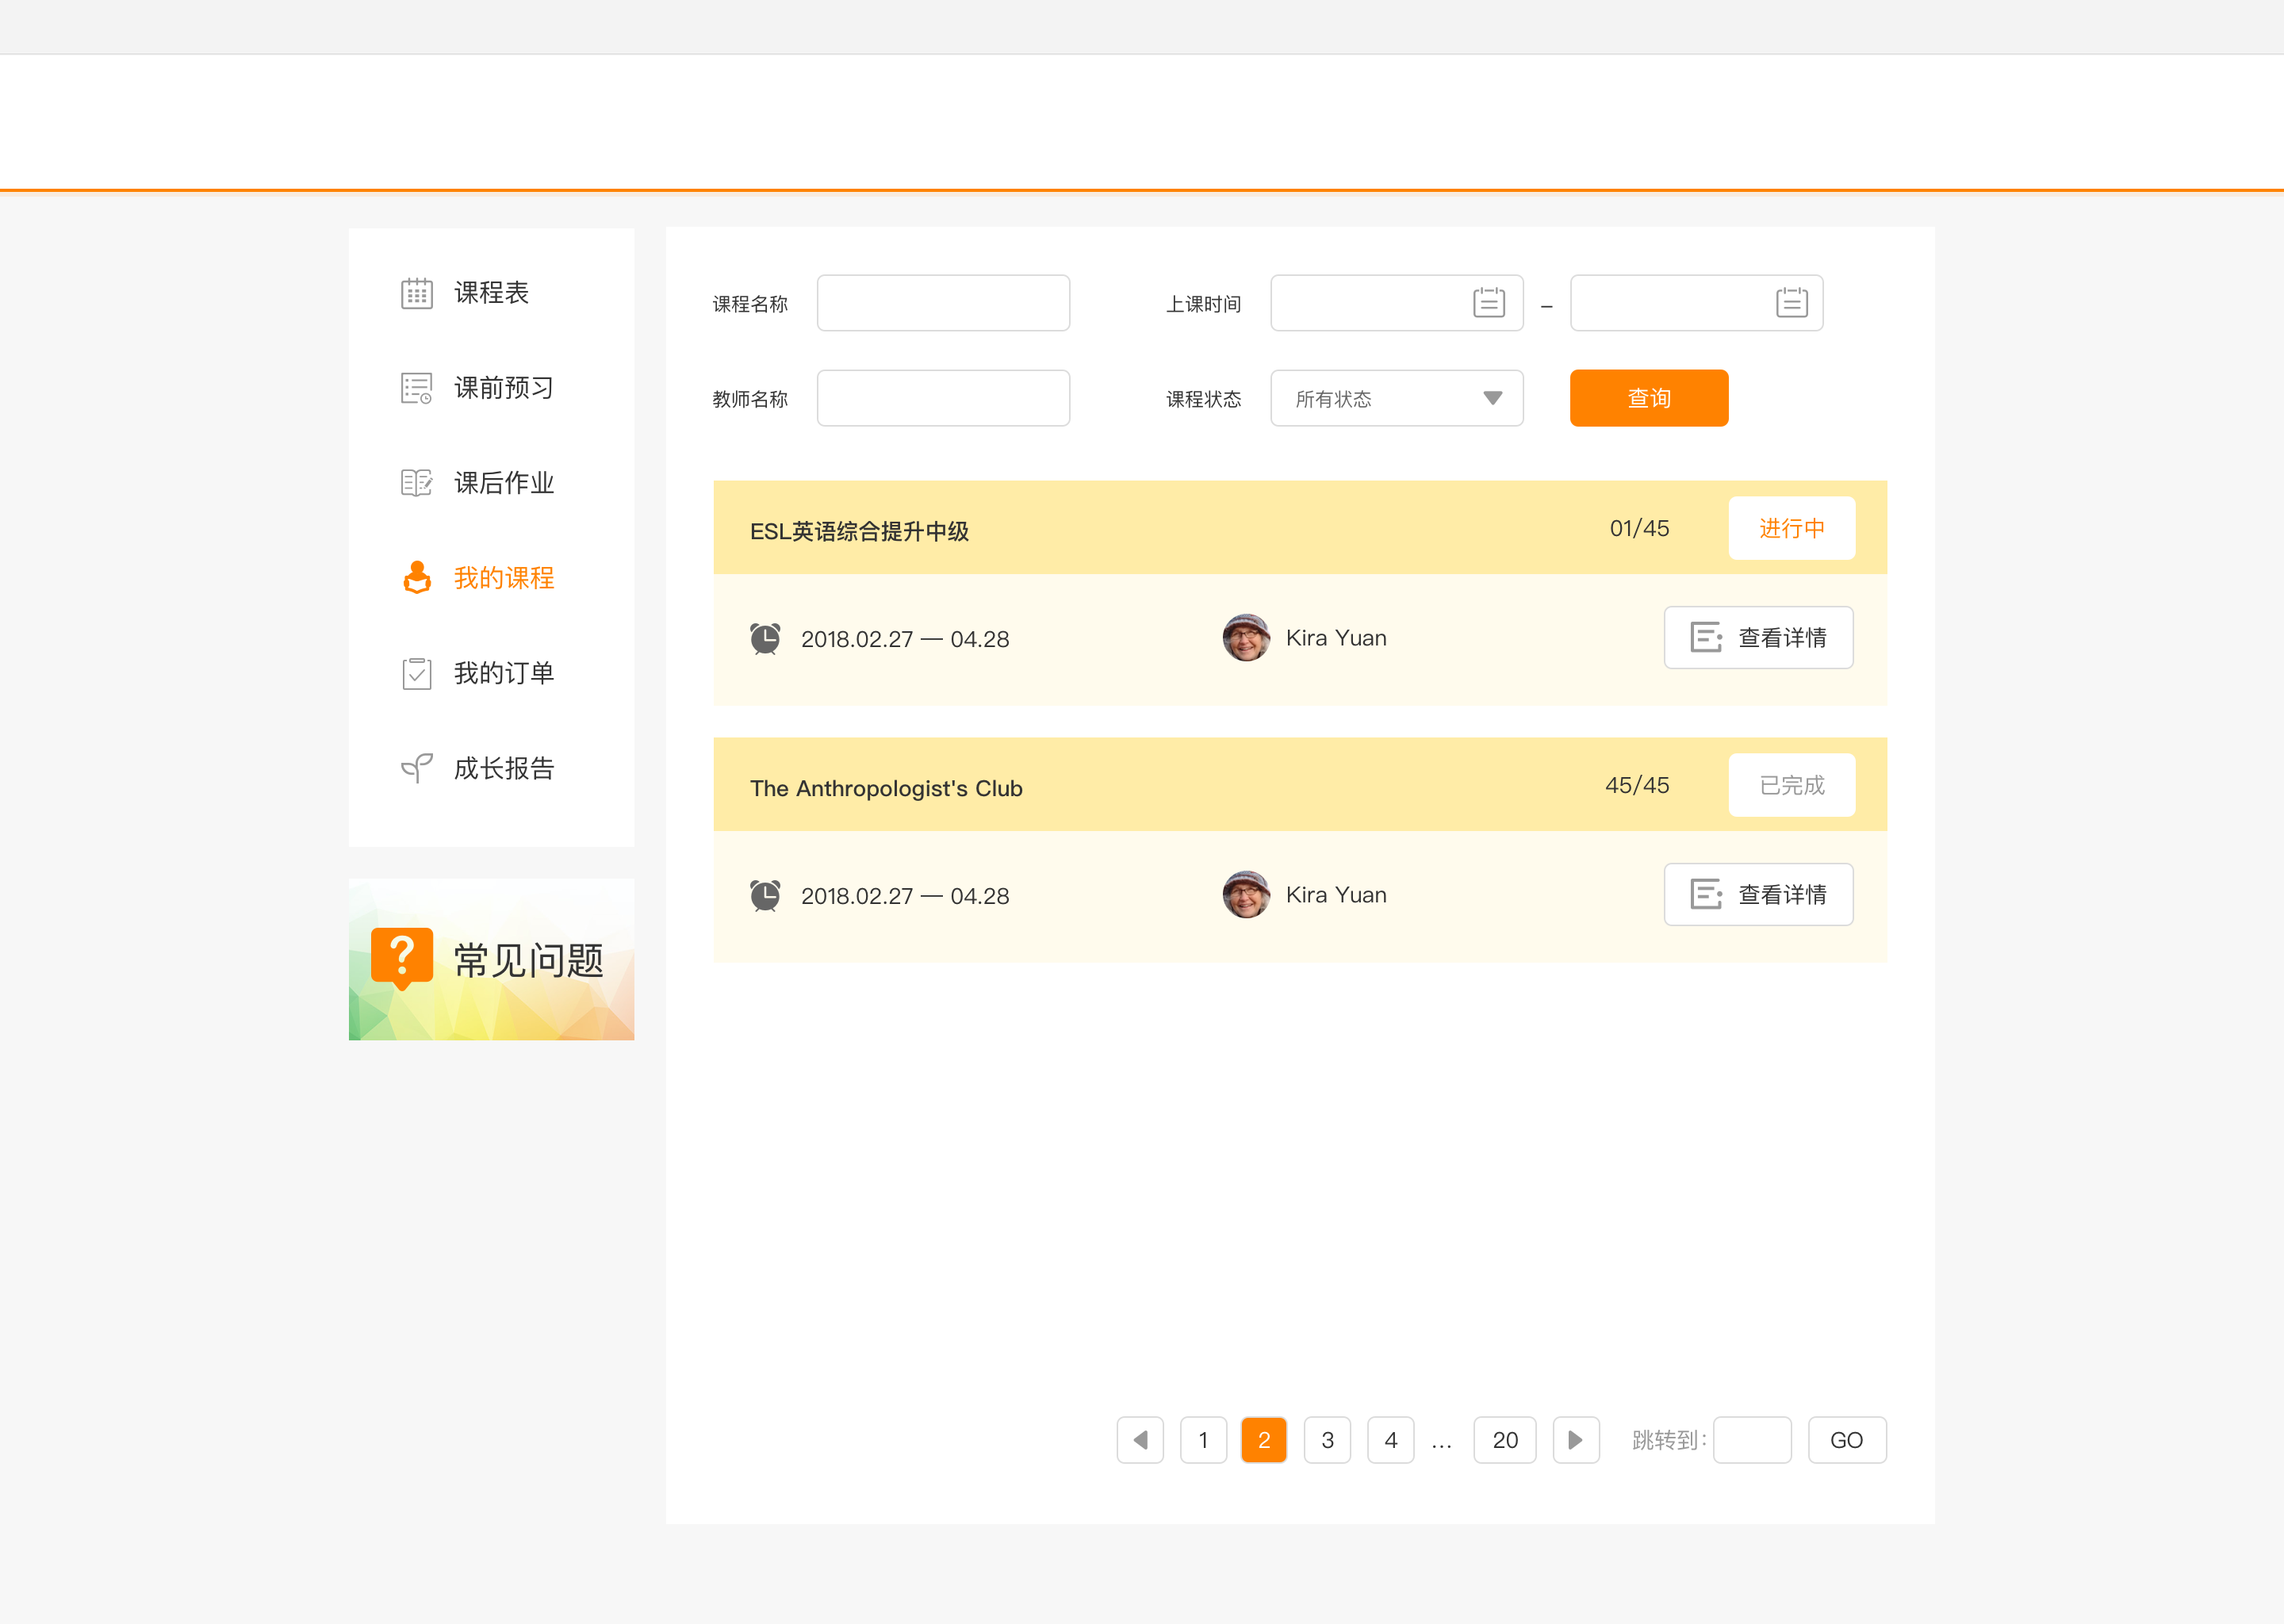 课程表
课前预习
课后作业
我的课程
我的订单
成长报告
? 常见问题
课程名称 上课时间 –
教师名称 课程状态 所有状态 查询
ESL英语综合提升中级 01/45 进行中
2018.02.27 — 04.28 Kira Yuan 查看详情
The Anthropologist's Club 45/45 已完成
2018.02.27 — 04.28 Kira Yuan 查看详情
1 2 3 4 ... 20 跳转到: GO